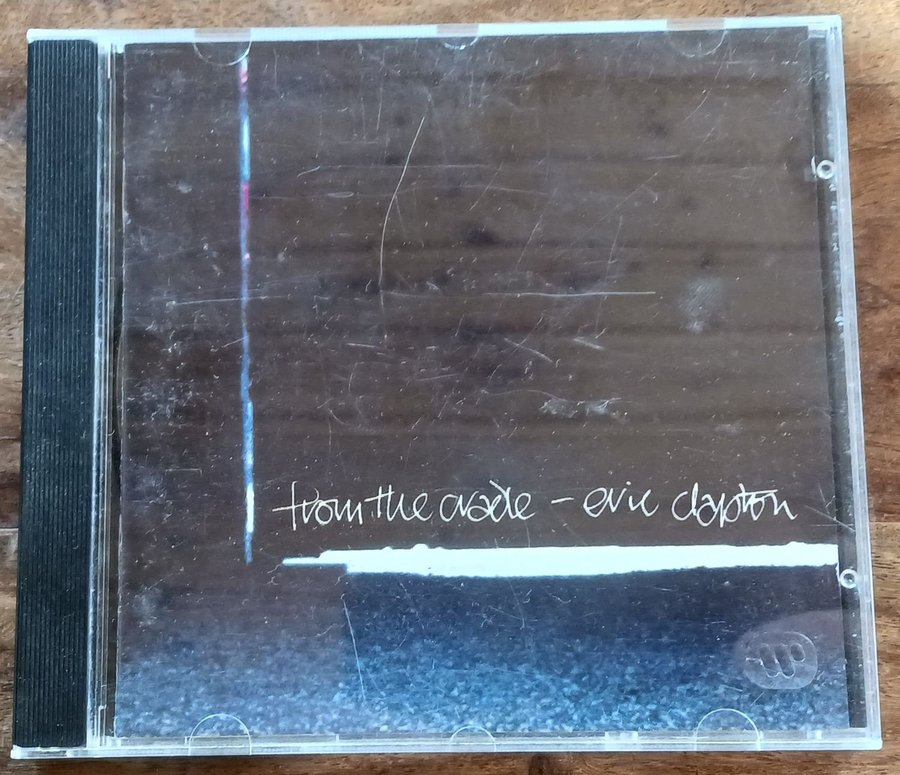 from the cradle - eric clapton